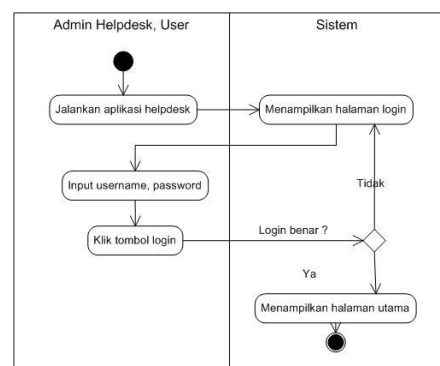 Admin Helpdesk, User
Sistem
Jalankan aplikasi helpdesk
Menampilkan halaman login
Input username, password
Tidak
Klik tombol login
Login benar ?
Ya
Menampilkan halaman utama